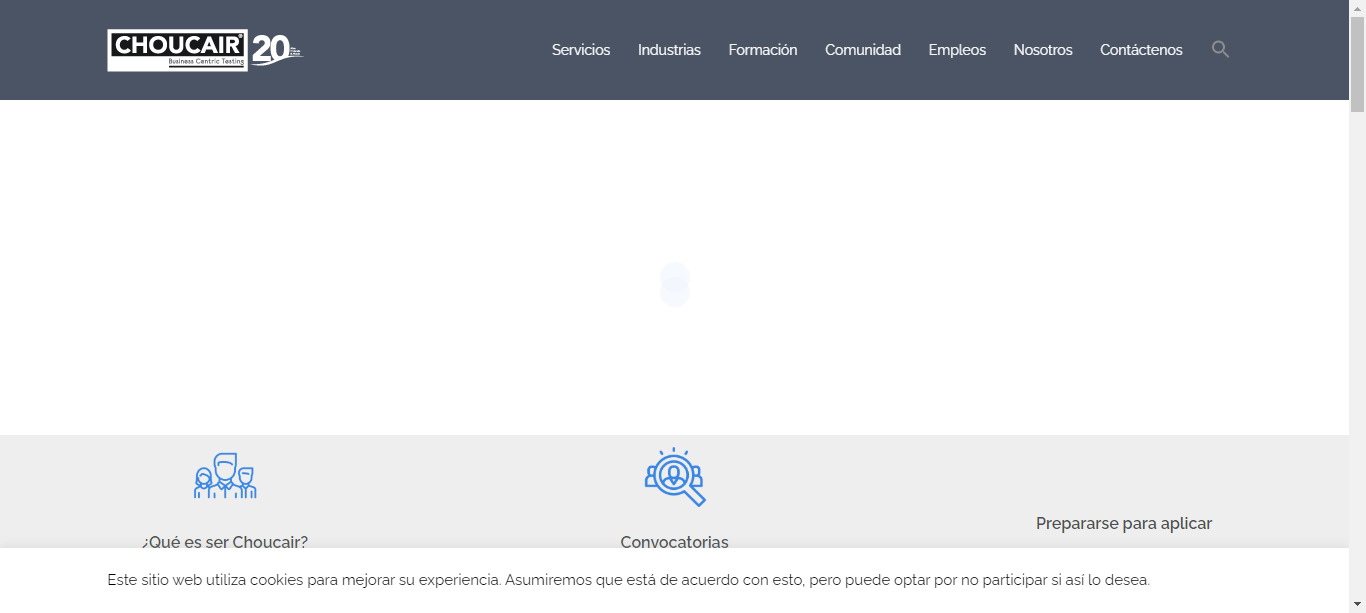 CHOUCAIR®
Business Centric Testing
20
Servicios Industrias Formación Comunidad Empleos Nosotros Contáctenos
¿Qué es ser Choucair?
Convocatorias
Prepararse para aplicar
Este sitio web utiliza cookies para mejorar su experiencia. Asumiremos que está de acuerdo con esto, pero puede optar por no participar si así lo desea.